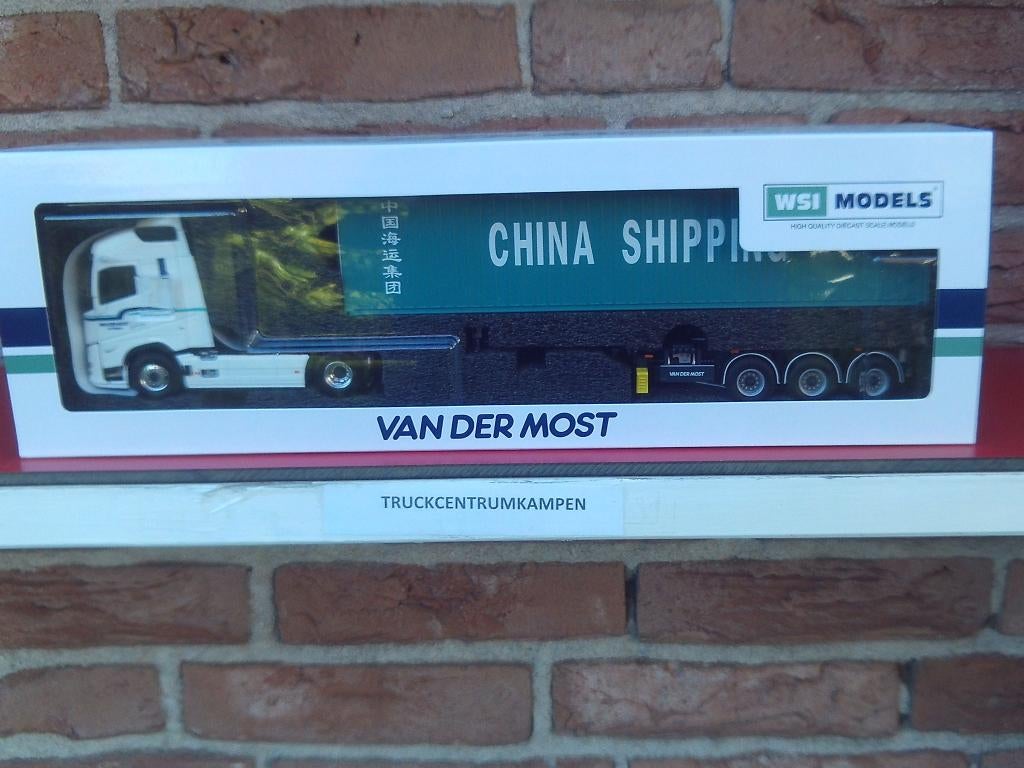 中国海运集团
CHINA SHIPPING
WSI MODELS
HIGH QUALITY DIECAST SCALE MODELS
VAN DER MOST
VAN DER MOST
TRUCKCENTRUMKAMPEN